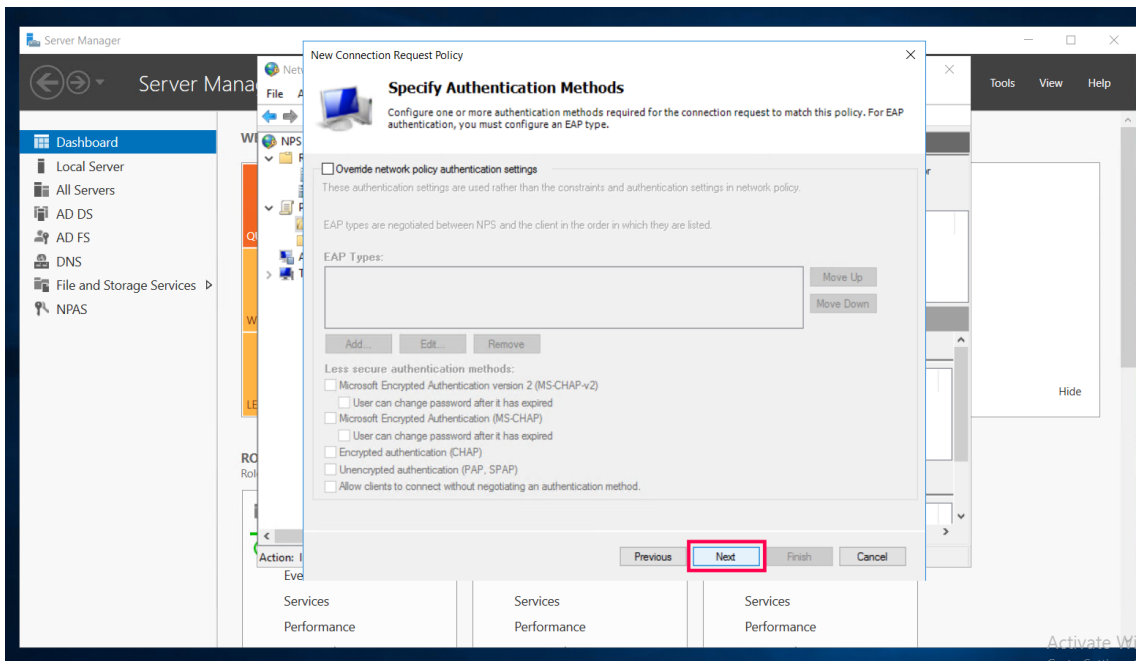 Server Manager
New Connection Request Policy
Server Mana
File
Tools View Help
Specify Authentication Methods
Configure one or more authentication methods required for the connection request to match this policy. For EAP
authentication, you must configure an EAP type.
Dashboard
Local Server
All Servers
AD DS
AD FS
DNS
File and Storage Services
NPAS
NPS
Override network policy authentication settings
These authentication settings are used rather than the constraints and authentication settings in network policy.
EAP types are negotiated between NPS and the client in the order in which they are listed.
EAP Types:
Move Up
Move Down
Add... Edit... Remove
Less secure authentication methods:
Microsoft Encrypted Authentication version 2 (MS-CHAP-v2)
User can change password after it has expired
Microsoft Encrypted Authentication (MS-CHAP)
User can change password after it has expired
Encrypted authentication (CHAP)
Unencrypted authentication (PAP, SPAP)
Allow clients to connect without negotiating an authentication method.
Hide
Previous Next Finish Cancel
Action: I
Eve
Services Services Services
Performance Performance Performance
Activate Wi